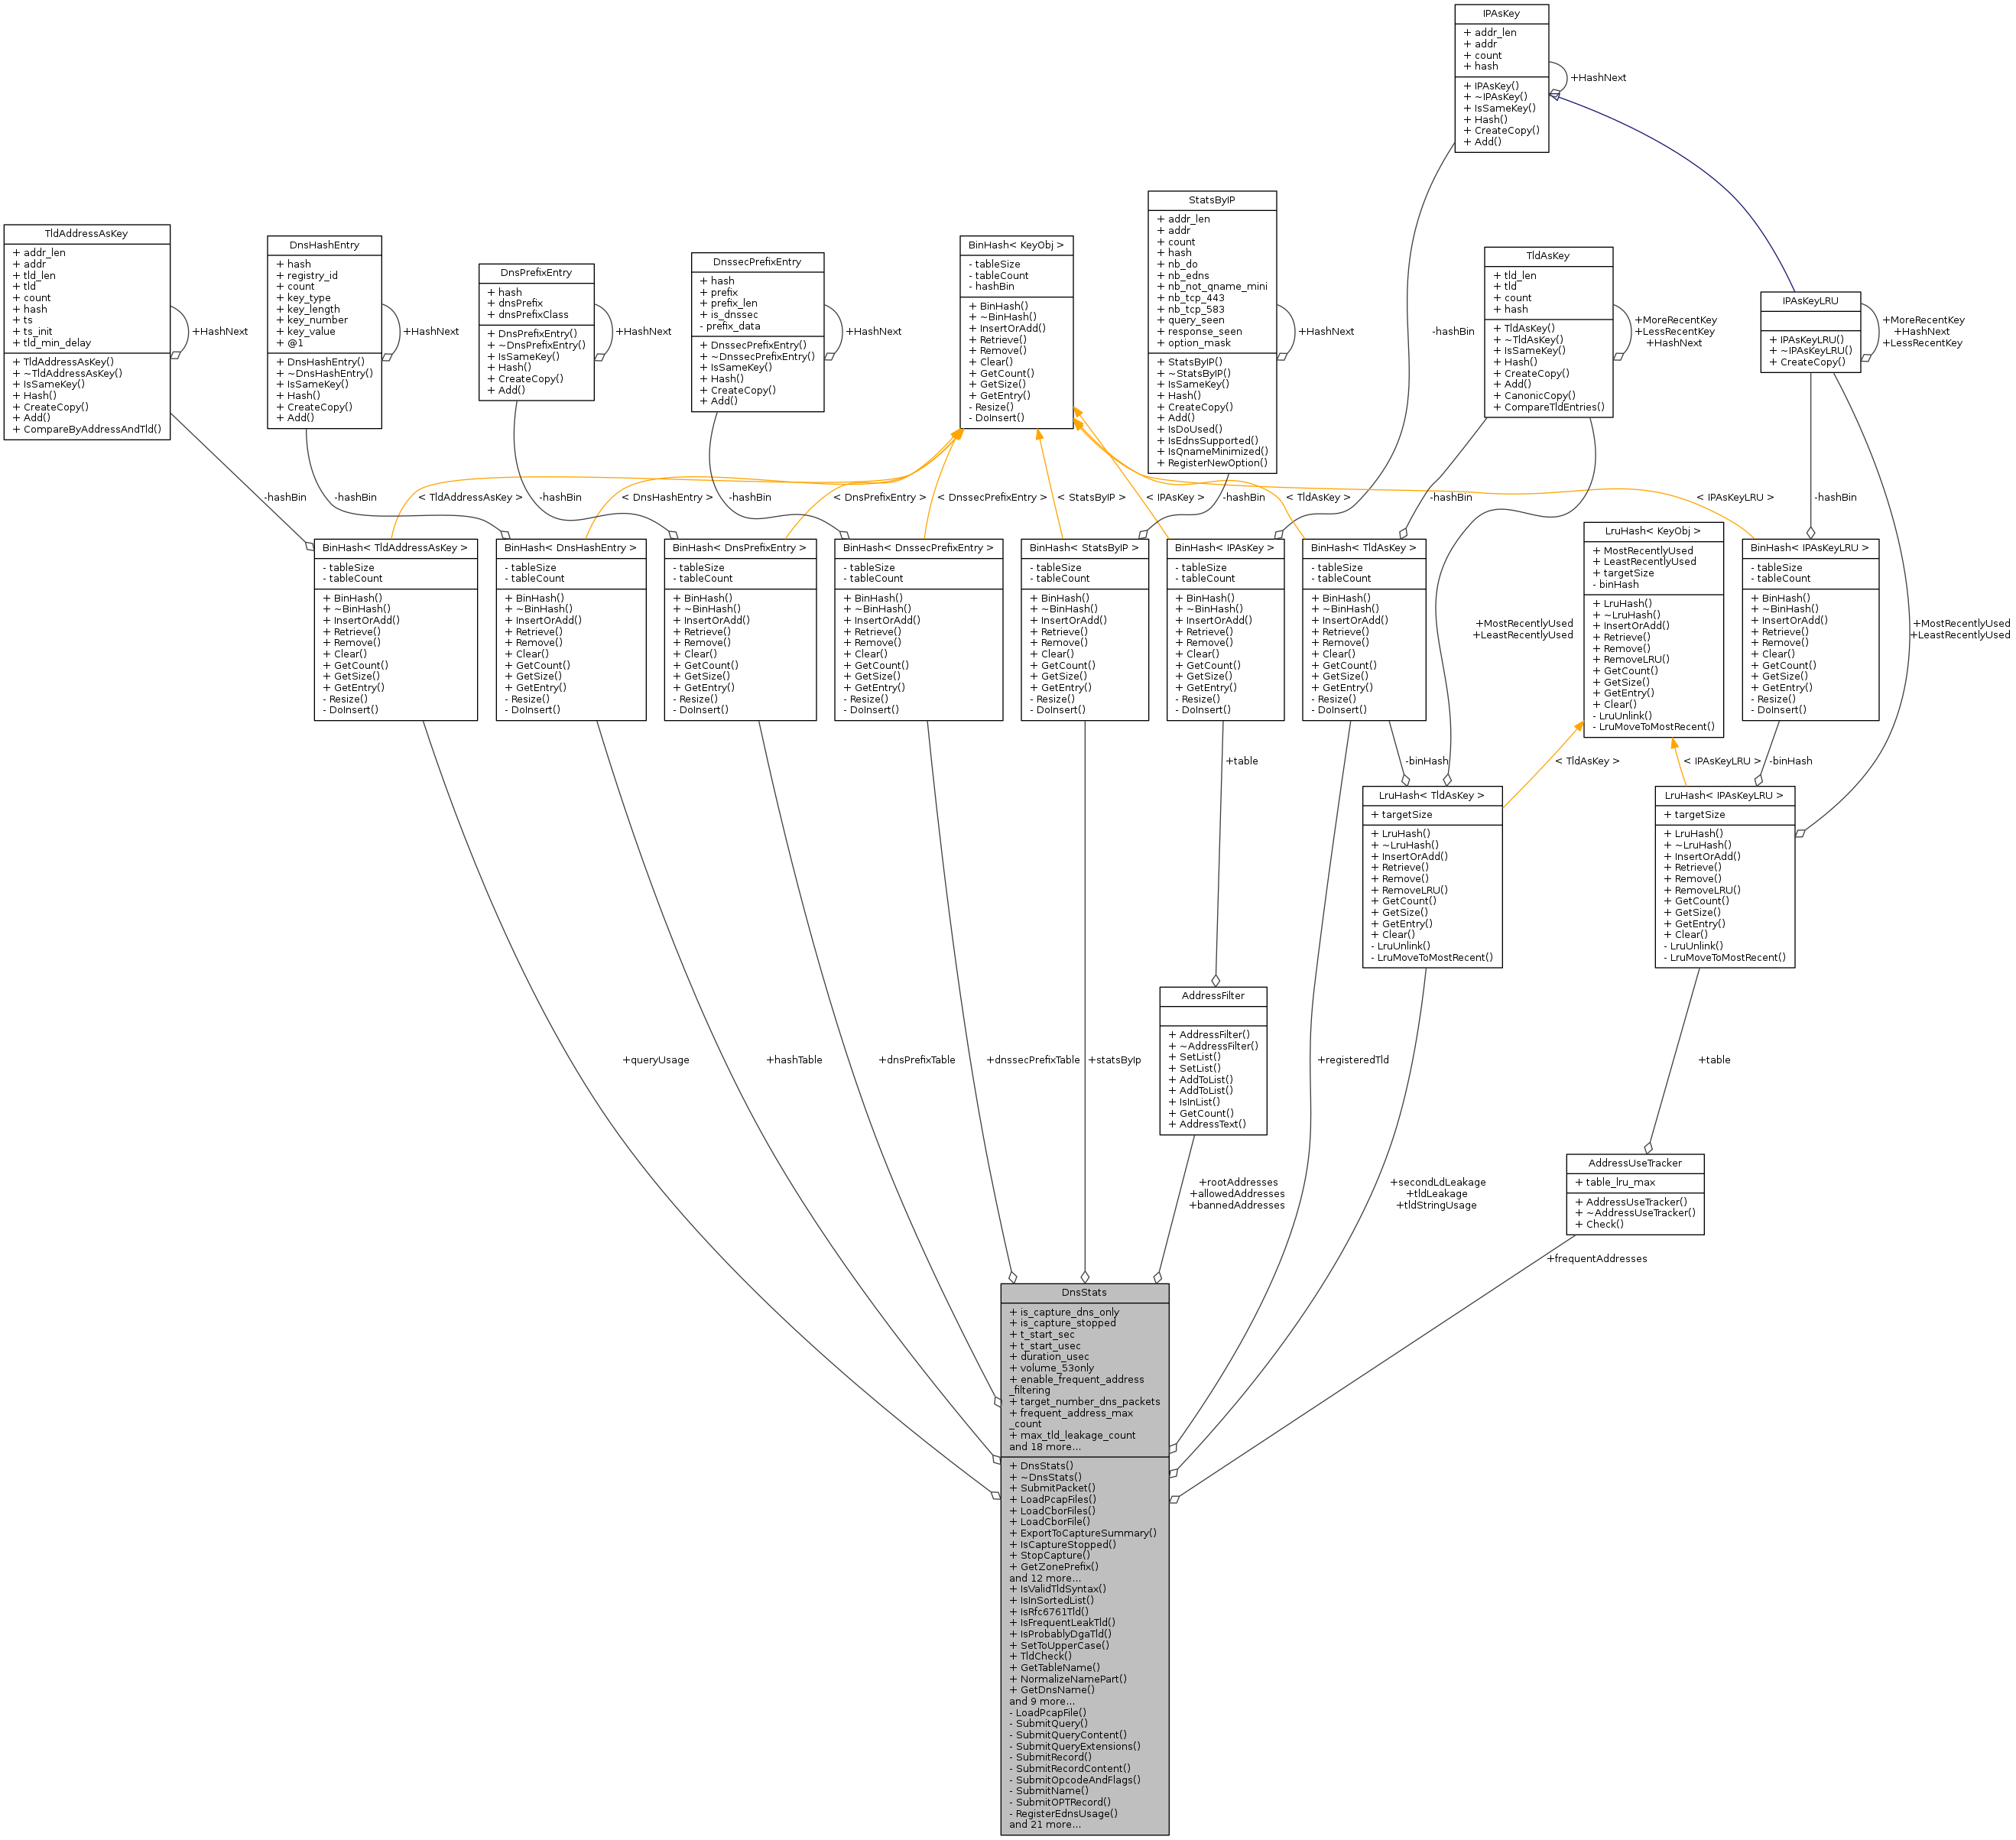 IPAsKey
+ addr_len
+ addr
+ count
+ hash
+ IPAsKey()
+ ~IPAsKey()
+ IsSameKey()
+ Hash()
+ CreateCopy()
+ Add()
+HashNext
TldAddressAsKey
+ addr_len
+ addr
+ tld_len
+ tld
+ count
+ hash
+ ts
+ ts_init
+ tld_min_delay
+ TldAddressAsKey()
+ ~TldAddressAsKey()
+ IsSameKey()
+ Hash()
+ CreateCopy()
+ Add()
+ CompareByAddressAndTld()
+HashNext
DnsHashEntry
+ hash
+ registry_id
+ count
+ key_type
+ key_length
+ key_number
+ key_value
+ @1
+ DnsHashEntry()
+ ~DnsHashEntry()
+ IsSameKey()
+ Hash()
+ CreateCopy()
+ Add()
+HashNext
DnsPrefixEntry
+ hash
+ dnsPrefix
+ dnsPrefixClass
+ DnsPrefixEntry()
+ ~DnsPrefixEntry()
+ IsSameKey()
+ Hash()
+ CreateCopy()
+ Add()
+HashNext
DnssecPrefixEntry
+ hash
+ prefix
+ prefix_len
+ is_dnssec
- prefix_data
+ DnssecPrefixEntry()
+ ~DnssecPrefixEntry()
+ IsSameKey()
+ Hash()
+ CreateCopy()
+ Add()
+HashNext
BinHash< KeyObj >
- tableSize
- tableCount
- hashBin
+ BinHash()
+ ~BinHash()
+ InsertOrAdd()
+ Retrieve()
+ Remove()
+ Clear()
+ GetCount()
+ GetSize()
+ GetEntry()
- Resize()
- DoInsert()
StatsByIP
+ addr_len
+ addr
+ count
+ hash
+ nb_do
+ nb_edns
+ nb_not_qname_mini
+ nb_tcp_443
+ nb_tcp_583
+ query_seen
+ response_seen
+ option_mask
+ StatsByIP()
+ ~StatsByIP()
+ IsSameKey()
+ Hash()
+ CreateCopy()
+ Add()
+ IsDoUsed()
+ IsEdnsSupported()
+ IsQnameMinimized()
+ RegisterNewOption()
+HashNext
-hashBin
TldAsKey
+ tld_len
+ tld
+ count
+ hash
+ TldAsKey()
+ ~TldAsKey()
+ IsSameKey()
+ Hash()
+ CreateCopy()
+ Add()
+ CanonicCopy()
+ CompareTldEntries()
+MoreRecentKey
+LessRecentKey
+HashNext
IPAsKeyLRU
+ IPAsKeyLRU()
+ ~IPAsKeyLRU()
+ CreateCopy()
+MoreRecentKey
+HashNext
+LessRecentKey
-hashBin
< TldAddressAsKey >
-hashBin
< DnsHashEntry >
-hashBin
< DnsPrefixEntry >
-hashBin
< DnssecPrefixEntry >
< StatsByIP >
< IPAsKey >
-hashBin
< TldAsKey >
-hashBin
< IPAsKeyLRU >
-hashBin
BinHash< TldAddressAsKey >
- tableSize
- tableCount
+ BinHash()
+ ~BinHash()
+ InsertOrAdd()
+ Retrieve()
+ Remove()
+ Clear()
+ GetCount()
+ GetSize()
+ GetEntry()
- Resize()
- DoInsert()
BinHash< DnsHashEntry >
- tableSize
- tableCount
+ BinHash()
+ ~BinHash()
+ InsertOrAdd()
+ Retrieve()
+ Remove()
+ Clear()
+ GetCount()
+ GetSize()
+ GetEntry()
- Resize()
- DoInsert()
BinHash< DnsPrefixEntry >
- tableSize
- tableCount
+ BinHash()
+ ~BinHash()
+ InsertOrAdd()
+ Retrieve()
+ Remove()
+ Clear()
+ GetCount()
+ GetSize()
+ GetEntry()
- Resize()
- DoInsert()
BinHash< DnssecPrefixEntry >
- tableSize
- tableCount
+ BinHash()
+ ~BinHash()
+ InsertOrAdd()
+ Retrieve()
+ Remove()
+ Clear()
+ GetCount()
+ GetSize()
+ GetEntry()
- Resize()
- DoInsert()
BinHash< StatsByIP >
- tableSize
- tableCount
+ BinHash()
+ ~BinHash()
+ InsertOrAdd()
+ Retrieve()
+ Remove()
+ Clear()
+ GetCount()
+ GetSize()
+ GetEntry()
- Resize()
- DoInsert()
BinHash< IPAsKey >
- tableSize
- tableCount
+ BinHash()
+ ~BinHash()
+ InsertOrAdd()
+ Retrieve()
+ Remove()
+ Clear()
+ GetCount()
+ GetSize()
+ GetEntry()
- Resize()
- DoInsert()
BinHash< TldAsKey >
- tableSize
- tableCount
+ BinHash()
+ ~BinHash()
+ InsertOrAdd()
+ Retrieve()
+ Remove()
+ Clear()
+ GetCount()
+ GetSize()
+ GetEntry()
- Resize()
- DoInsert()
+MostRecentlyUsed
+LeastRecentlyUsed
LruHash< KeyObj >
+ MostRecentlyUsed
+ LeastRecentlyUsed
+ targetSize
- binHash
+ LruHash()
+ ~LruHash()
+ InsertOrAdd()
+ Retrieve()
+ Remove()
+ RemoveLRU()
+ GetCount()
+ GetSize()
+ GetEntry()
+ Clear()
- LruUnlink()
- LruMoveToMostRecent()
BinHash< IPAsKeyLRU >
- tableSize
- tableCount
+ BinHash()
+ ~BinHash()
+ InsertOrAdd()
+ Retrieve()
+ Remove()
+ Clear()
+ GetCount()
+ GetSize()
+ GetEntry()
- Resize()
- DoInsert()
+MostRecentlyUsed
+LeastRecentlyUsed
+table
-binHash
< TldAsKey >
< IPAsKeyLRU >
-binHash
LruHash< TldAsKey >
+ targetSize
+ LruHash()
+ ~LruHash()
+ InsertOrAdd()
+ Retrieve()
+ Remove()
+ RemoveLRU()
+ GetCount()
+ GetSize()
+ GetEntry()
+ Clear()
- LruUnlink()
- LruMoveToMostRecent()
LruHash< IPAsKeyLRU >
+ targetSize
+ LruHash()
+ ~LruHash()
+ InsertOrAdd()
+ Retrieve()
+ Remove()
+ RemoveLRU()
+ GetCount()
+ GetSize()
+ GetEntry()
+ Clear()
- LruUnlink()
- LruMoveToMostRecent()
+queryUsage
+hashTable
+dnsPrefixTable
+dnssecPrefixTable
+statsByIp
AddressFilter
+ AddressFilter()
+ ~AddressFilter()
+ SetList()
+ SetList()
+ AddToList()
+ AddToList()
+ IsInList()
+ GetCount()
+ AddressText()
+registeredTld
+table
+rootAddresses
+allowedAddresses
+bannedAddresses
+secondLdLeakage
+tldLeakage
+tldStringUsage
AddressUseTracker
+ table_lru_max
+ AddressUseTracker()
+ ~AddressUseTracker()
+ Check()
+frequentAddresses
DnsStats
+ is_capture_dns_only
+ is_capture_stopped
+ t_start_sec
+ t_start_usec
+ duration_usec
+ volume_53only
+ enable_frequent_address
_filtering
+ target_number_dns_packets
+ frequent_address_max
_count
+ max_tld_leakage_count
and 18 more...
+ DnsStats()
+ ~DnsStats()
+ SubmitPacket()
+ LoadPcapFiles()
+ LoadCborFiles()
+ LoadCborFile()
+ ExportToCaptureSummary()
+ IsCaptureStopped()
+ StopCapture()
+ GetZonePrefix()
and 12 more...
+ IsValidTldSyntax()
+ IsInSortedList()
+ IsRfc6761Tld()
+ IsFrequentLeakTld()
+ IsProbablyDgaTld()
+ SetToUpperCase()
+ TldCheck()
+ GetTableName()
+ NormalizeNamePart()
+ GetDnsName()
and 9 more...
- LoadPcapFile()
- SubmitQuery()
- SubmitQueryContent()
- SubmitQueryExtensions()
- SubmitRecord()
- SubmitRecordContent()
- SubmitOpcodeAndFlags()
- SubmitName()
- SubmitOPTRecord()
- RegisterEdnsUsage()
and 21 more...